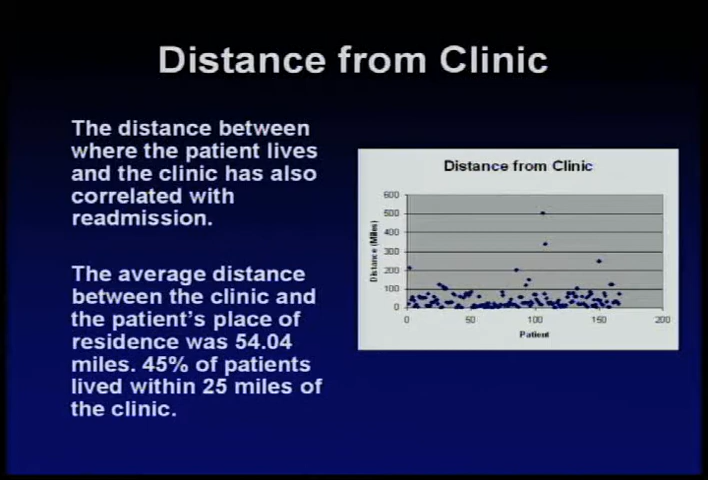 Distance from Clinic
The distance between
where the patient lives
and the clinic has also
correlated with
readmission.
The average distance
between the clinic and
the patient's place of
residence was 54.04
miles. 45% of patients
lived within 25 miles of
the clinic.
Distance from Clinic
Distance (Miles)
600
500
400
300
200
100
0
0 50 100 150 200
Patient